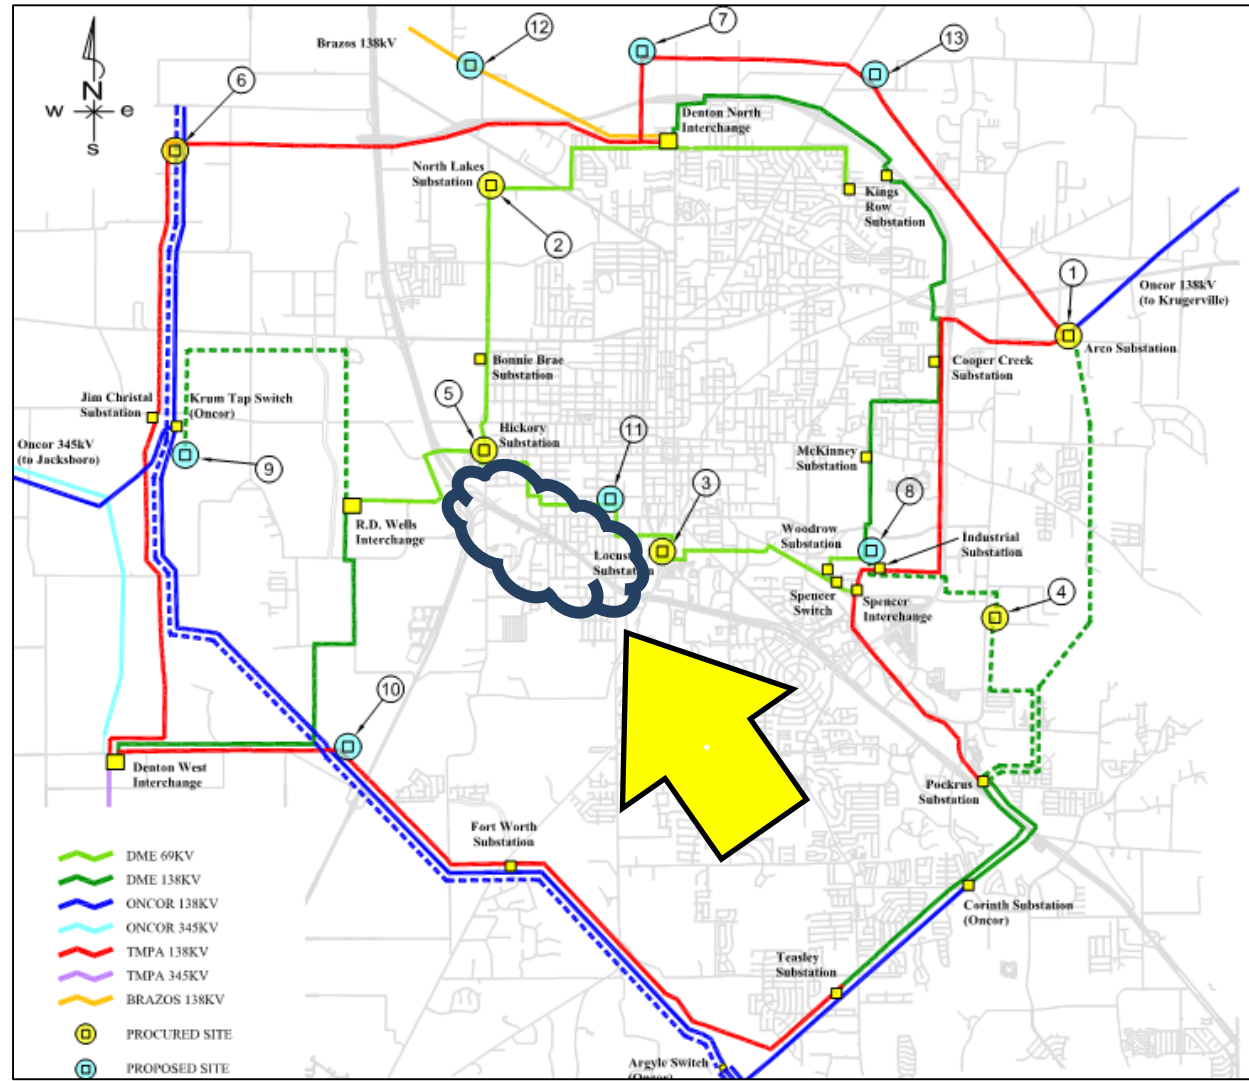 7
12
13
Brazos 138kV
N
w
e
s
6
Denton North
Interchange
North Lakes
Substation
Kings
Row
Substation
2
1
Oncor 138kV
(to Krugerville)
Arco Substation
Bonnie Brae
Substation
Cooper Creek
Substation
Jim Christal
Substation
Krum Tap Switch
(Oncor)
5
Hickory
Substation
11
Oncor 345kV
(to Jacksboro)
9
McKinney
Substation
3
8
R.D. Wells
Interchange
Woodrow
Substation
Industrial
Substation
Locust
Substation
Spencer
Switch
Spencer
Interchange
4
10
Denton West
Interchange
Pockrus
Substation
Fort Worth
Substation
DME 69KV
DME 138KV
ONCOR 138KV
ONCOR 345KV
TMPA 138KV
TMPA 345KV
BRAZOS 138KV
PROCURED SITE
PROPOSED SITE
Corinth Substation
(Oncor)
Teasley
Substation
Argyle Switch
(Oncor)